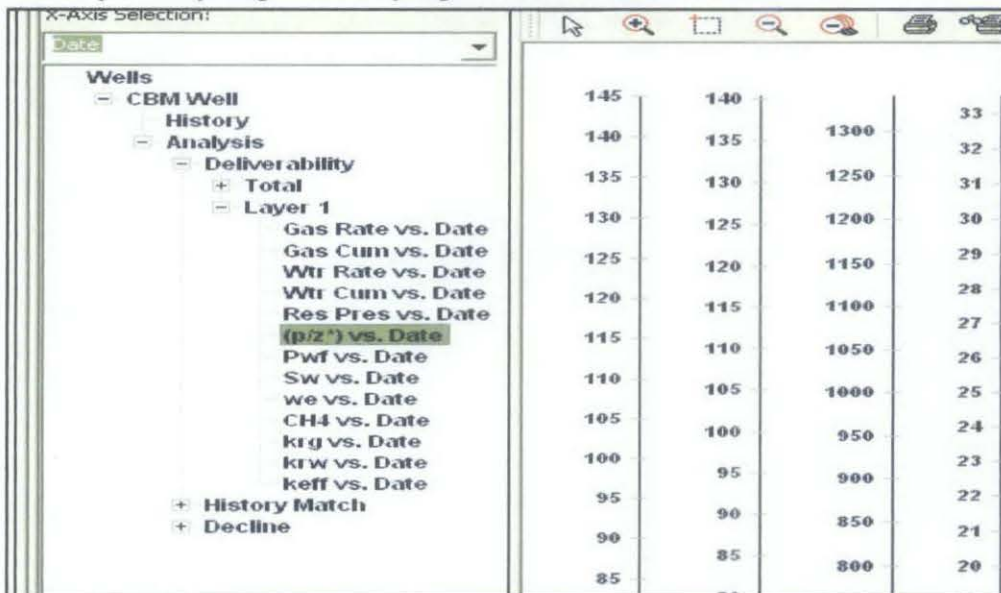 X-Axis Selection:
Date
Wells
CBM Well
History
Analysis
Deliverability
Total
Layer 1
Gas Rate vs. Date
Gas Cum vs. Date
Wtr Rate vs. Date
Wtr Cum vs. Date
Res Pres vs. Date
(p/z*) vs. Date
Pwf vs. Date
Sw vs. Date
we vs. Date
CH4 vs. Date
krg vs. Date
krw vs. Date
keff vs. Date
History Match
Decline
145
140
135
130
125
120
115
110
105
100
95
90
85
140
135
130
125
120
115
110
105
100
95
90
85
1300
1250
1200
1150
1100
1050
1000
950
900
850
800
33
32
31
30
29
28
27
26
25
24
23
22
21
20